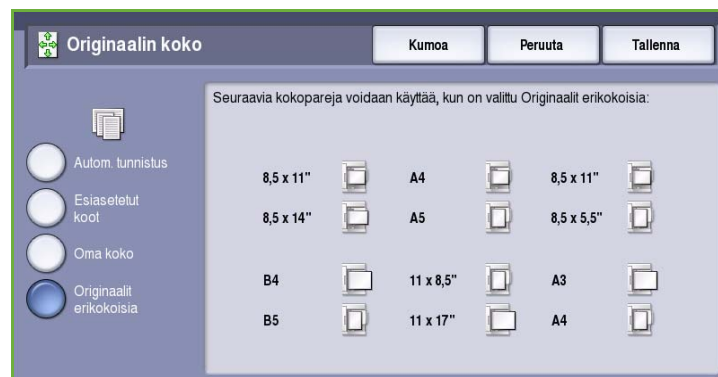 Originaalin koko
Kumoa
Peruuta
Tallenna
Seuraavia kokopareja voidaan käyttää, kun on valittu Originaalit erikokoisia:
Autom. tunnistus
Esiasetetut
koot
Oma koko
Originaalit
erikokoisia
8,5 x 11" A4 8,5 x 11"
8,5 x 14" A5 8,5 x 5,5"
B4 11 x 8,5" A3
B5 11 x 17" A4